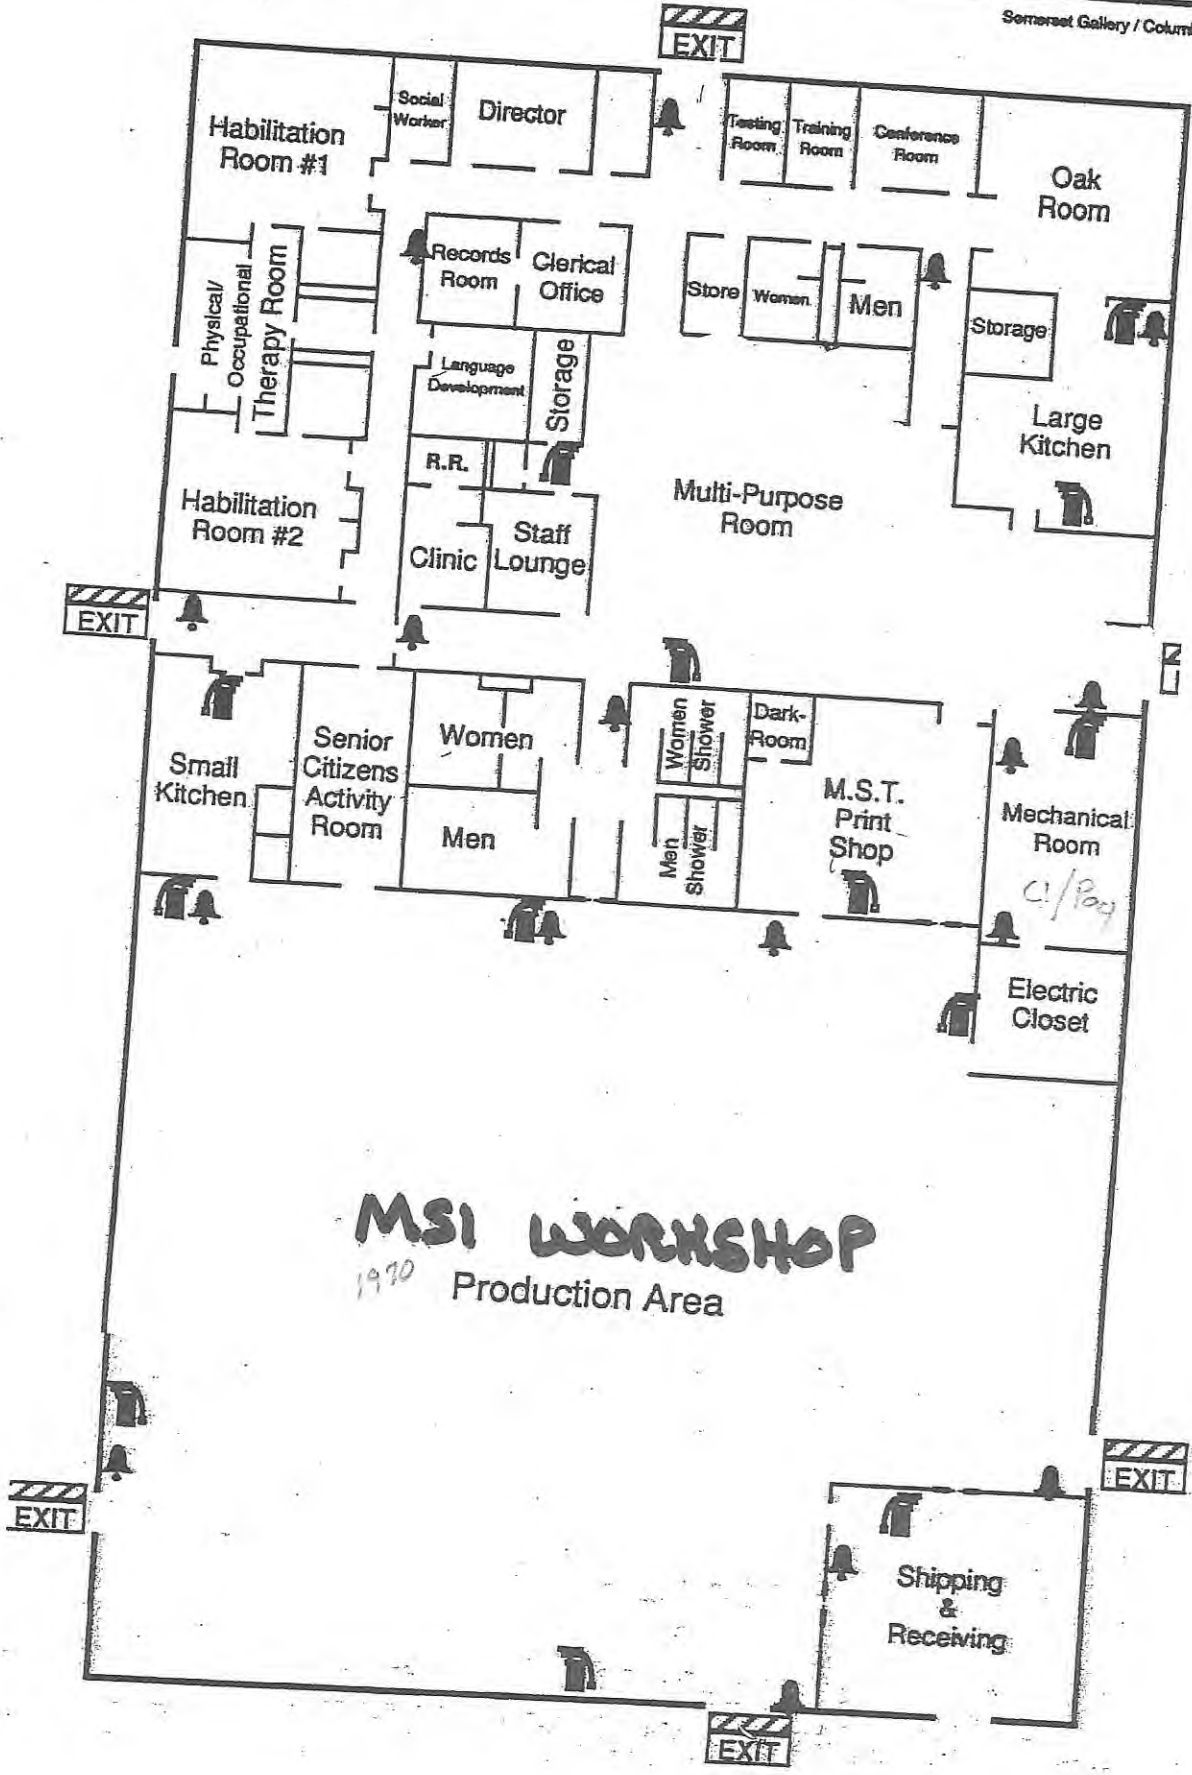 Somerset Gallery / Colum
EXIT
Habilitation
Room #1
Social
Worker
Director
Testing
Room
Training
Room
Conference
Room
Oak
Room
Physical/
Occupational
Therapy Room
Records
Room
Clerical
Office
Store
Women
Men
Storage
Language
Development
Storage
Large
Kitchen
R.R.
Habilitation
Room #2
Clinic
Staff
Lounge
Multi-Purpose
Room
EXIT
Small
Kitchen
Senior
Citizens
Activity
Room
Women
Men
Women
Shower
Men
Shower
Dark-
Room
M.S.T.
Print
Shop
Mechanical
Room
Electric
Closet
MSI WORKSHOP
1970
Production Area
EXIT
EXIT
Shipping
&
Receiving
EXIT